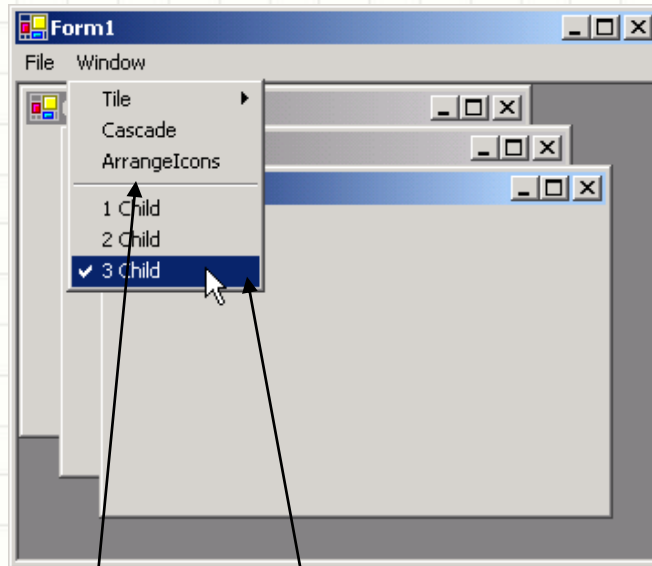 Form1
File Window
Tile
Cascade
ArrangeIcons
1 Child
2 Child
3 Child